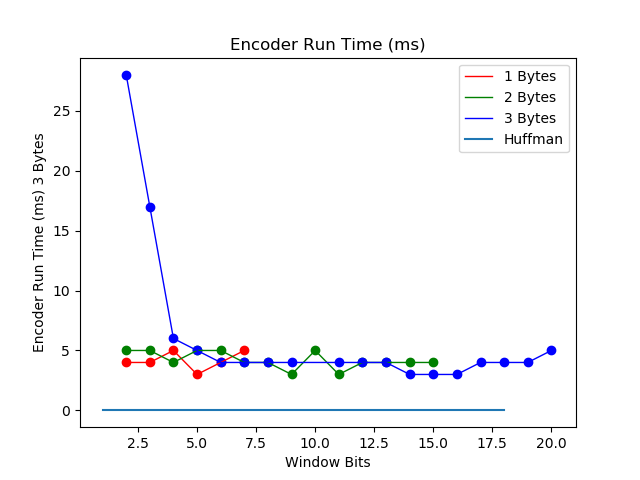 Encoder Run Time (ms)
1 Bytes
2 Bytes
3 Bytes
Huffman
Encoder Run Time (ms) 3 Bytes
25
20
15
10
5
0
2.5 5.0 7.5 10.0 12.5 15.0 17.5 20.0
Window Bits